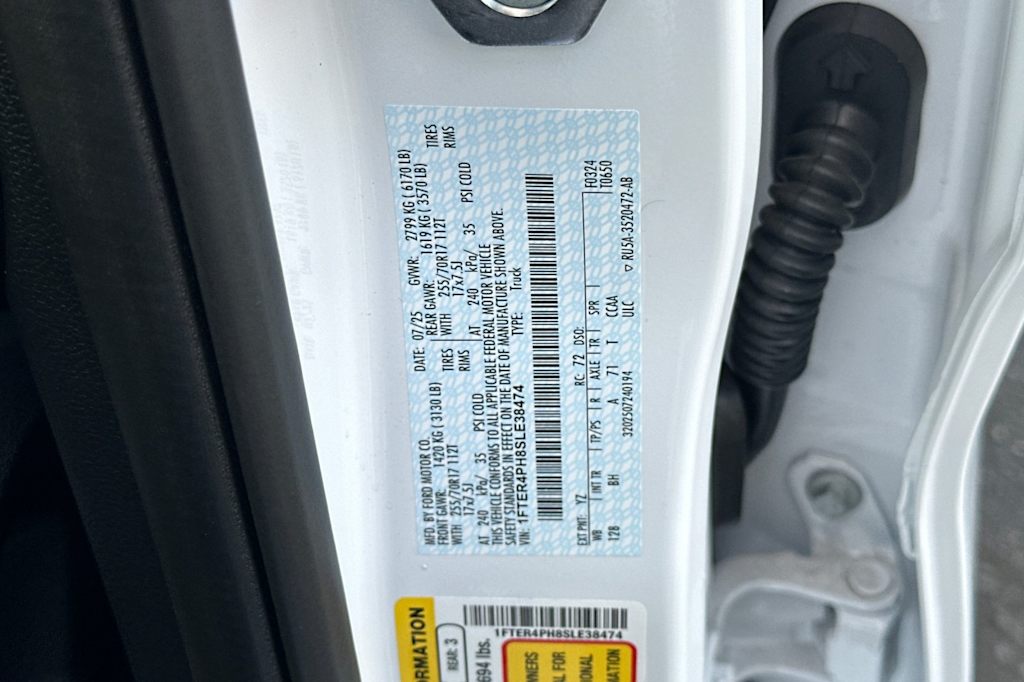 MFD. BY FORD MOTOR CO.
DATE: 07/25 GVWR: 2799 KG ( 6170 LB)
FRONT GAWR: 1420 KG ( 3130 LB) REAR GAWR: 1619 KG ( 3570 LB)
WITH 255/70R17 112T TIRES WITH 255/70R17 112T TIRES
17x7.5J RIMS 17x7.5J RIMS
AT 240 kPa/ 35 PSI COLD AT 240 kPa/ 35 PSI COLD
THIS VEHICLE CONFORMS TO ALL APPLICABLE FEDERAL MOTOR VEHICLE
SAFETY STANDARDS IN EFFECT ON THE DATE OF MANUFACTURE SHOWN ABOVE.
VIN: 1FTER4PH8SLE38474 TYPE: Truck
EXT PNT: YZ RC: 72 DSO: F0324
WB INT TR TP/PS R AXLE TR SPR T0650
128 BH A 71 T CCAA
3202507240194 ULC ▽ RU5A-3520472-AB
REAR: 3
1FTER4PH8SLE38474